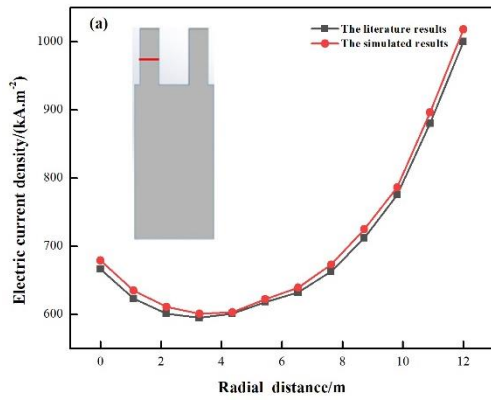 (a)
The literature results
The simulated results
Electric current density/(kA.m-2)
1000
900
800
700
600
0
2
4
6
8
10
12
Radial distance/m